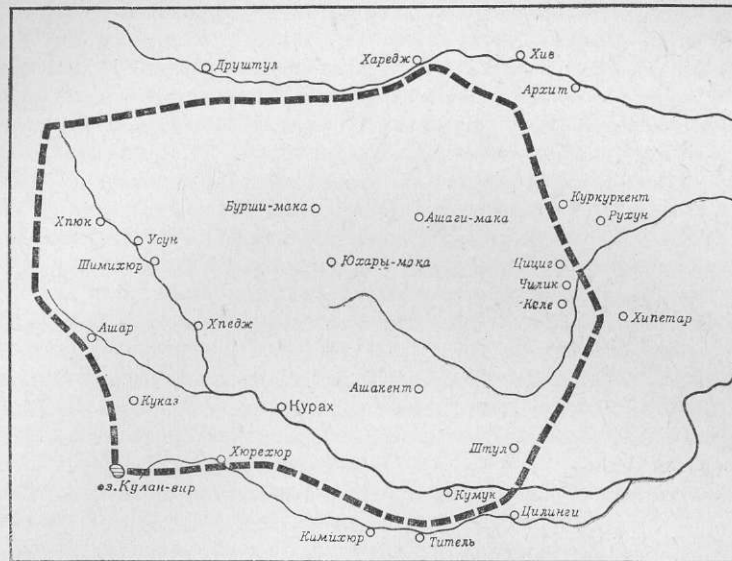 Друштул
Харедж
Хив
Архит
Куркуркент
Рухун
Бурши-мака
Ашаги-мака
Хпюк
Усун
Шимихюр
Юхары-мака
Цициг
Чилик
Келе
Хипетар
Ашар
Хпедж
Ашакент
Куказ
Курах
Штул
Хюрехюр
оз.Кулан-вир
Кумук
Цилинги
Кимихюр
Титель